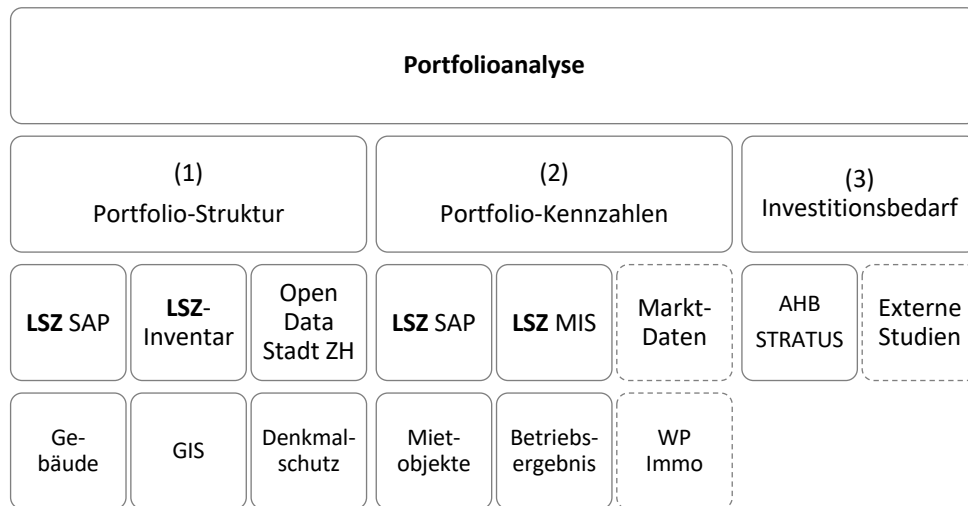 Portfolioanalyse
(1)
Portfolio-Struktur
(2)
Portfolio-Kennzahlen
(3)
Investitionsbedarf
LSZ SAP
LSZ-
Inventar
Open
Data
Stadt ZH
LSZ SAP
LSZ MIS
Markt-
Daten
AHB
STRATUS
Externe
Studien
Ge-
bäude
GIS
Denkmal-
schutz
Miet-
objekte
Betriebs-
ergebnis
WP
Immo